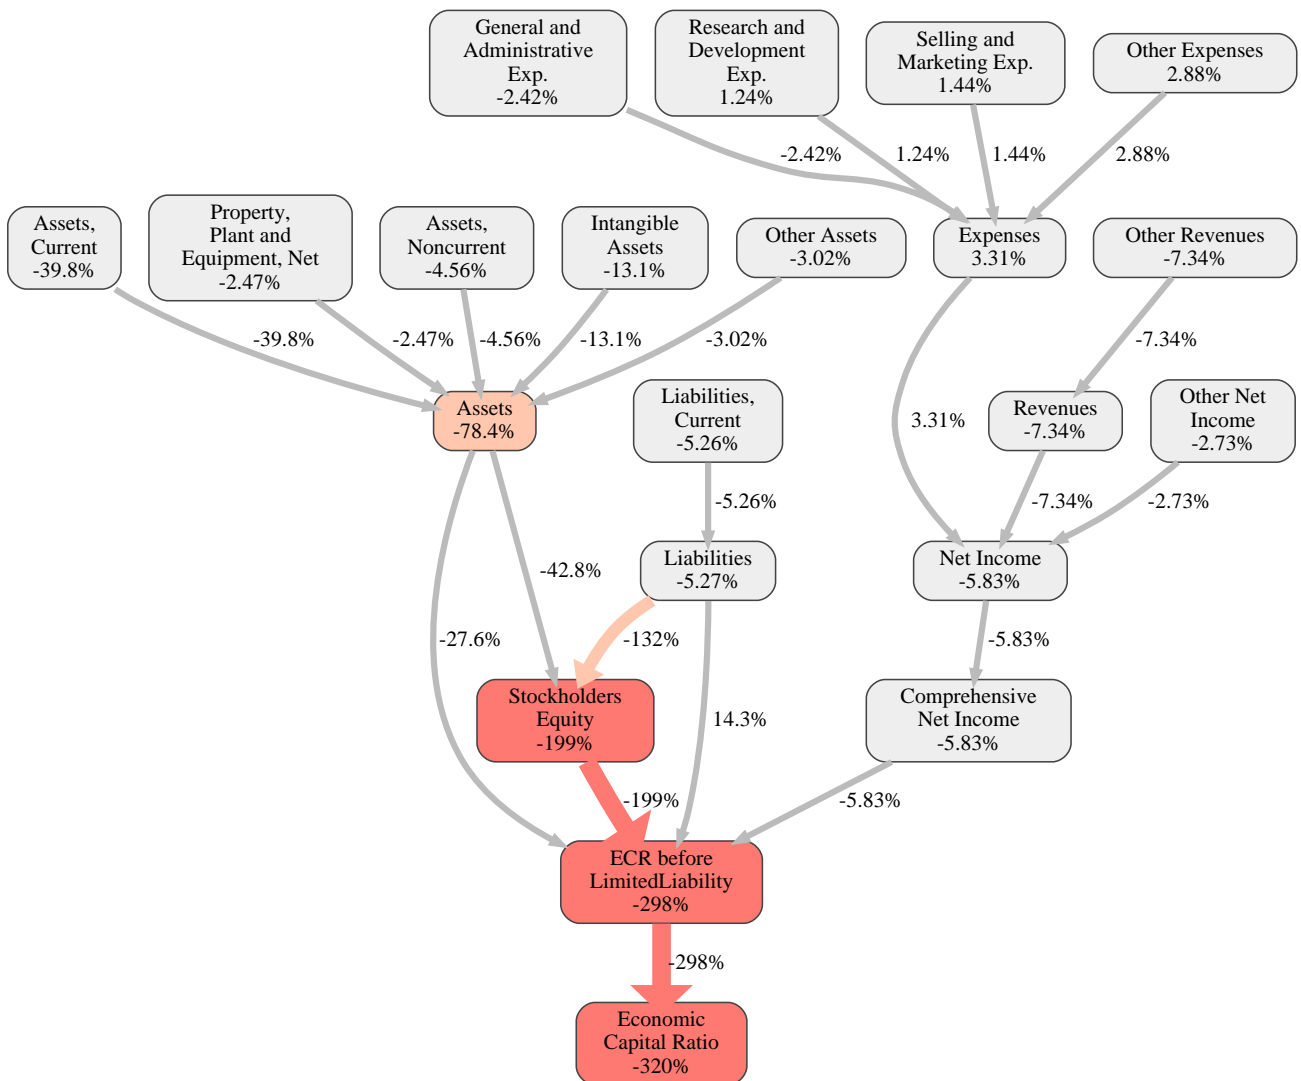 General and
Administrative
Exp.
-2.42%
Research and
Development
Exp.
1.24%
Selling and
Marketing Exp.
1.44%
Other Expenses
2.88%
-2.42%
1.24%
1.44%
2.88%
Assets,
Current
-39.8%
Property,
Plant and
Equipment, Net
-2.47%
Assets,
Noncurrent
-4.56%
Intangible
Assets
-13.1%
Other Assets
-3.02%
Expenses
3.31%
Other Revenues
-7.34%
-39.8%
-2.47%
-4.56%
-13.1%
-3.02%
-7.34%
Assets
-78.4%
Liabilities,
Current
-5.26%
3.31%
Revenues
-7.34%
Other Net
Income
-2.73%
-5.26%
-7.34%
-2.73%
-42.8%
Liabilities
-5.27%
Net Income
-5.83%
-27.6%
-132%
-5.83%
Stockholders
Equity
-199%
14.3%
Comprehensive
Net Income
-5.83%
-199%
-5.83%
ECR before
LimitedLiability
-298%
-298%
Economic
Capital Ratio
-320%